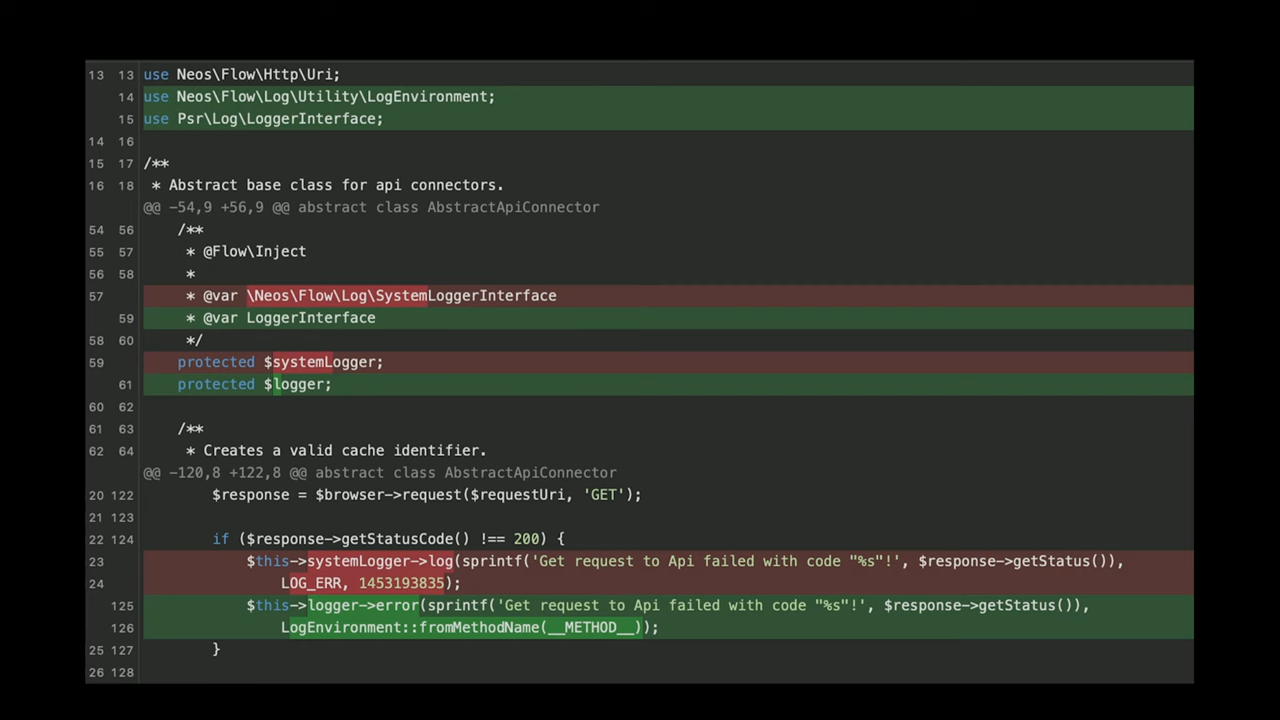 13 13 use Neos\Flow\Http\Uri;
14 use Neos\Flow\Log\Utility\LogEnvironment;
15 use Psr\Log\LoggerInterface;
14 16
15 17 /**
16 18 * Abstract base class for api connectors.
@@ -54,9 +56,9 @@ abstract class AbstractApiConnector
54 56 /**
55 57 * @Flow\Inject
56 58 *
57 * @var \Neos\Flow\Log\SystemLoggerInterface
59 * @var LoggerInterface
58 60 */
59 protected $systemLogger;
61 protected $logger;
60 62
61 63 /**
62 64 * Creates a valid cache identifier.
@@ -120,8 +122,8 @@ abstract class AbstractApiConnector
20 122 $response = $browser->request($requestUri, 'GET');
21 123
22 124 if ($response->getStatusCode() !== 200) {
23 $this->systemLogger->log(sprintf('Get request to Api failed with code "%s"!', $response->getStatus()),
24 LOG_ERR, 1453193835);
125 $this->logger->error(sprintf('Get request to Api failed with code "%s"!', $response->getStatus()),
126 LogEnvironment::fromMethodName(__METHOD__));
25 127 }
26 128